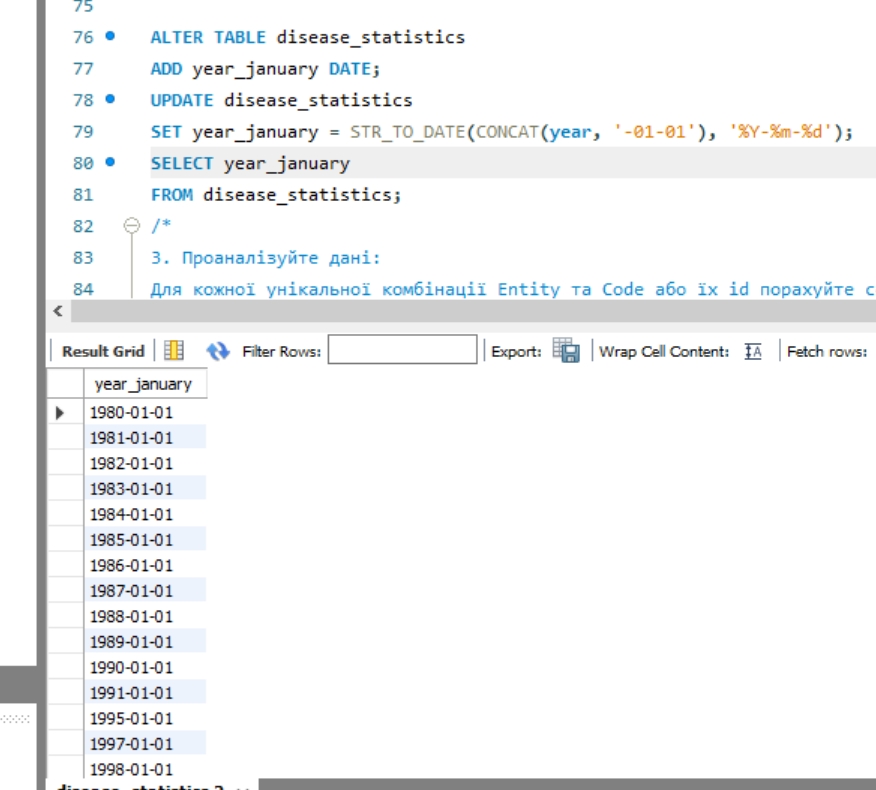 75
76 ALTER TABLE disease_statistics
77 ADD year_january DATE;
78 UPDATE disease_statistics
79 SET year_january = STR_TO_DATE(CONCAT(year, '-01-01'), '%Y-%m-%d');
80 SELECT year_january
81 FROM disease_statistics;
82 /*
83 3. Проаналізуйте дані:
84 Для кожної унікальної комбінації Entity та Code або їх id порахуйте с
Result Grid Filter Rows: Export: Wrap Cell Content: IA Fetch rows:
year_january
1980-01-01
1981-01-01
1982-01-01
1983-01-01
1984-01-01
1985-01-01
1986-01-01
1987-01-01
1988-01-01
1989-01-01
1990-01-01
1991-01-01
1995-01-01
1997-01-01
1998-01-01